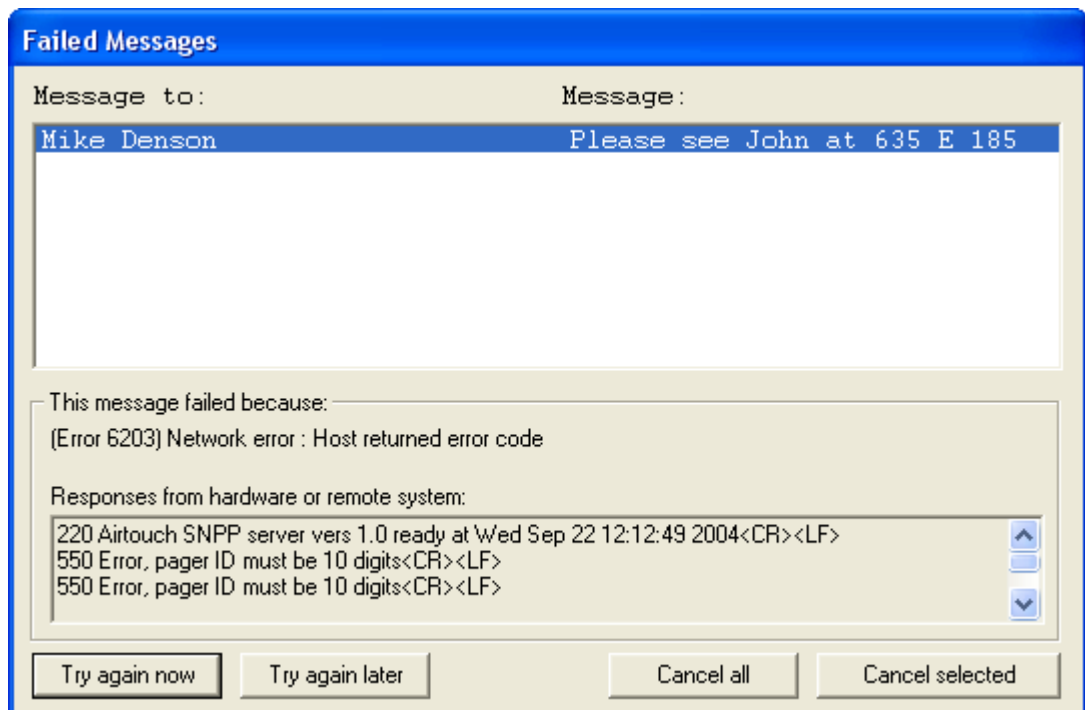 Failed Messages
Message to: Message:
Mike Denson Please see John at 635 E 185
This message failed because:
(Error 6203) Network error : Host returned error code
Responses from hardware or remote system:
220 Airtouch SNPP server vers 1.0 ready at Wed Sep 22 12:12:49 2004<CR><LF>
550 Error, pager ID must be 10 digits<CR><LF>
550 Error, pager ID must be 10 digits<CR><LF>
Try again now Try again later Cancel all Cancel selected